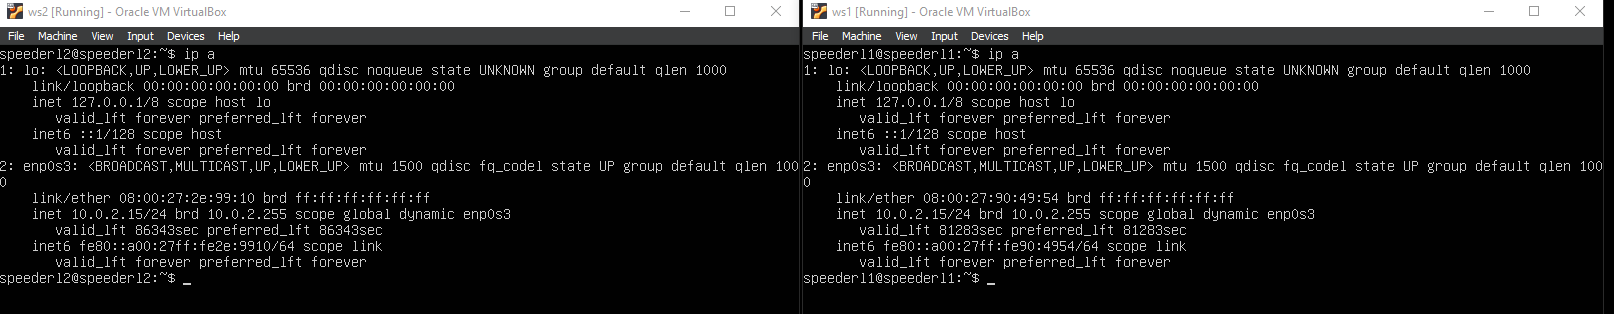 ws2 [Running] - Oracle VM VirtualBox
File Machine View Input Devices Help
speederl2@speederl2:~$ ip a
1: lo: <LOOPBACK,UP,LOWER_UP> mtu 65536 qdisc noqueue state UNKNOWN group default qlen 1000
    link/loopback 00:00:00:00:00:00 brd 00:00:00:00:00:00
    inet 127.0.0.1/8 scope host lo
       valid_lft forever preferred_lft forever
    inet6 ::1/128 scope host
       valid_lft forever preferred_lft forever
2: enp0s3: <BROADCAST,MULTICAST,UP,LOWER_UP> mtu 1500 qdisc fq_codel state UP group default qlen 100
0
    link/ether 08:00:27:2e:99:10 brd ff:ff:ff:ff:ff:ff
    inet 10.0.2.15/24 brd 10.0.2.255 scope global dynamic enp0s3
       valid_lft 86343sec preferred_lft 86343sec
    inet6 fe80::a00:27ff:fe2e:9910/64 scope link
       valid_lft forever preferred_lft forever
speederl2@speederl2:~$ _
ws1 [Running] - Oracle VM VirtualBox
File Machine View Input Devices Help
speederl1@speederl1:~$ ip a
1: lo: <LOOPBACK,UP,LOWER_UP> mtu 65536 qdisc noqueue state UNKNOWN group default qlen 1000
    link/loopback 00:00:00:00:00:00 brd 00:00:00:00:00:00
    inet 127.0.0.1/8 scope host lo
       valid_lft forever preferred_lft forever
    inet6 ::1/128 scope host
       valid_lft forever preferred_lft forever
2: enp0s3: <BROADCAST,MULTICAST,UP,LOWER_UP> mtu 1500 qdisc fq_codel state UP group default qlen 100
0
    link/ether 08:00:27:90:49:54 brd ff:ff:ff:ff:ff:ff
    inet 10.0.2.15/24 brd 10.0.2.255 scope global dynamic enp0s3
       valid_lft 81283sec preferred_lft 81283sec
    inet6 fe80::a00:27ff:fe90:4954/64 scope link
       valid_lft forever preferred_lft forever
speederl1@speederl1:~$ _